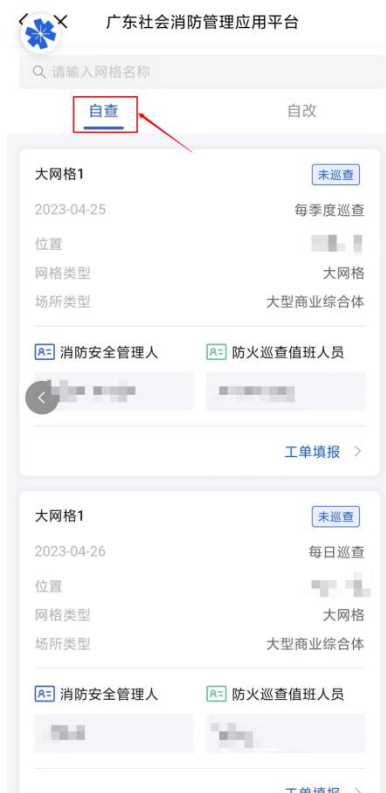 广东社会消防管理应用平台
请输入网格名称
自查 自改
大网格1 未巡查
2023-04-25 每季度巡查
位置
网格类型 大网格
场所类型 大型商业综合体
消防安全管理人 防火巡查值班人员
工单填报
大网格1 未巡查
2023-04-26 每日巡查
位置
网格类型 大网格
场所类型 大型商业综合体
消防安全管理人 防火巡查值班人员
工单填报